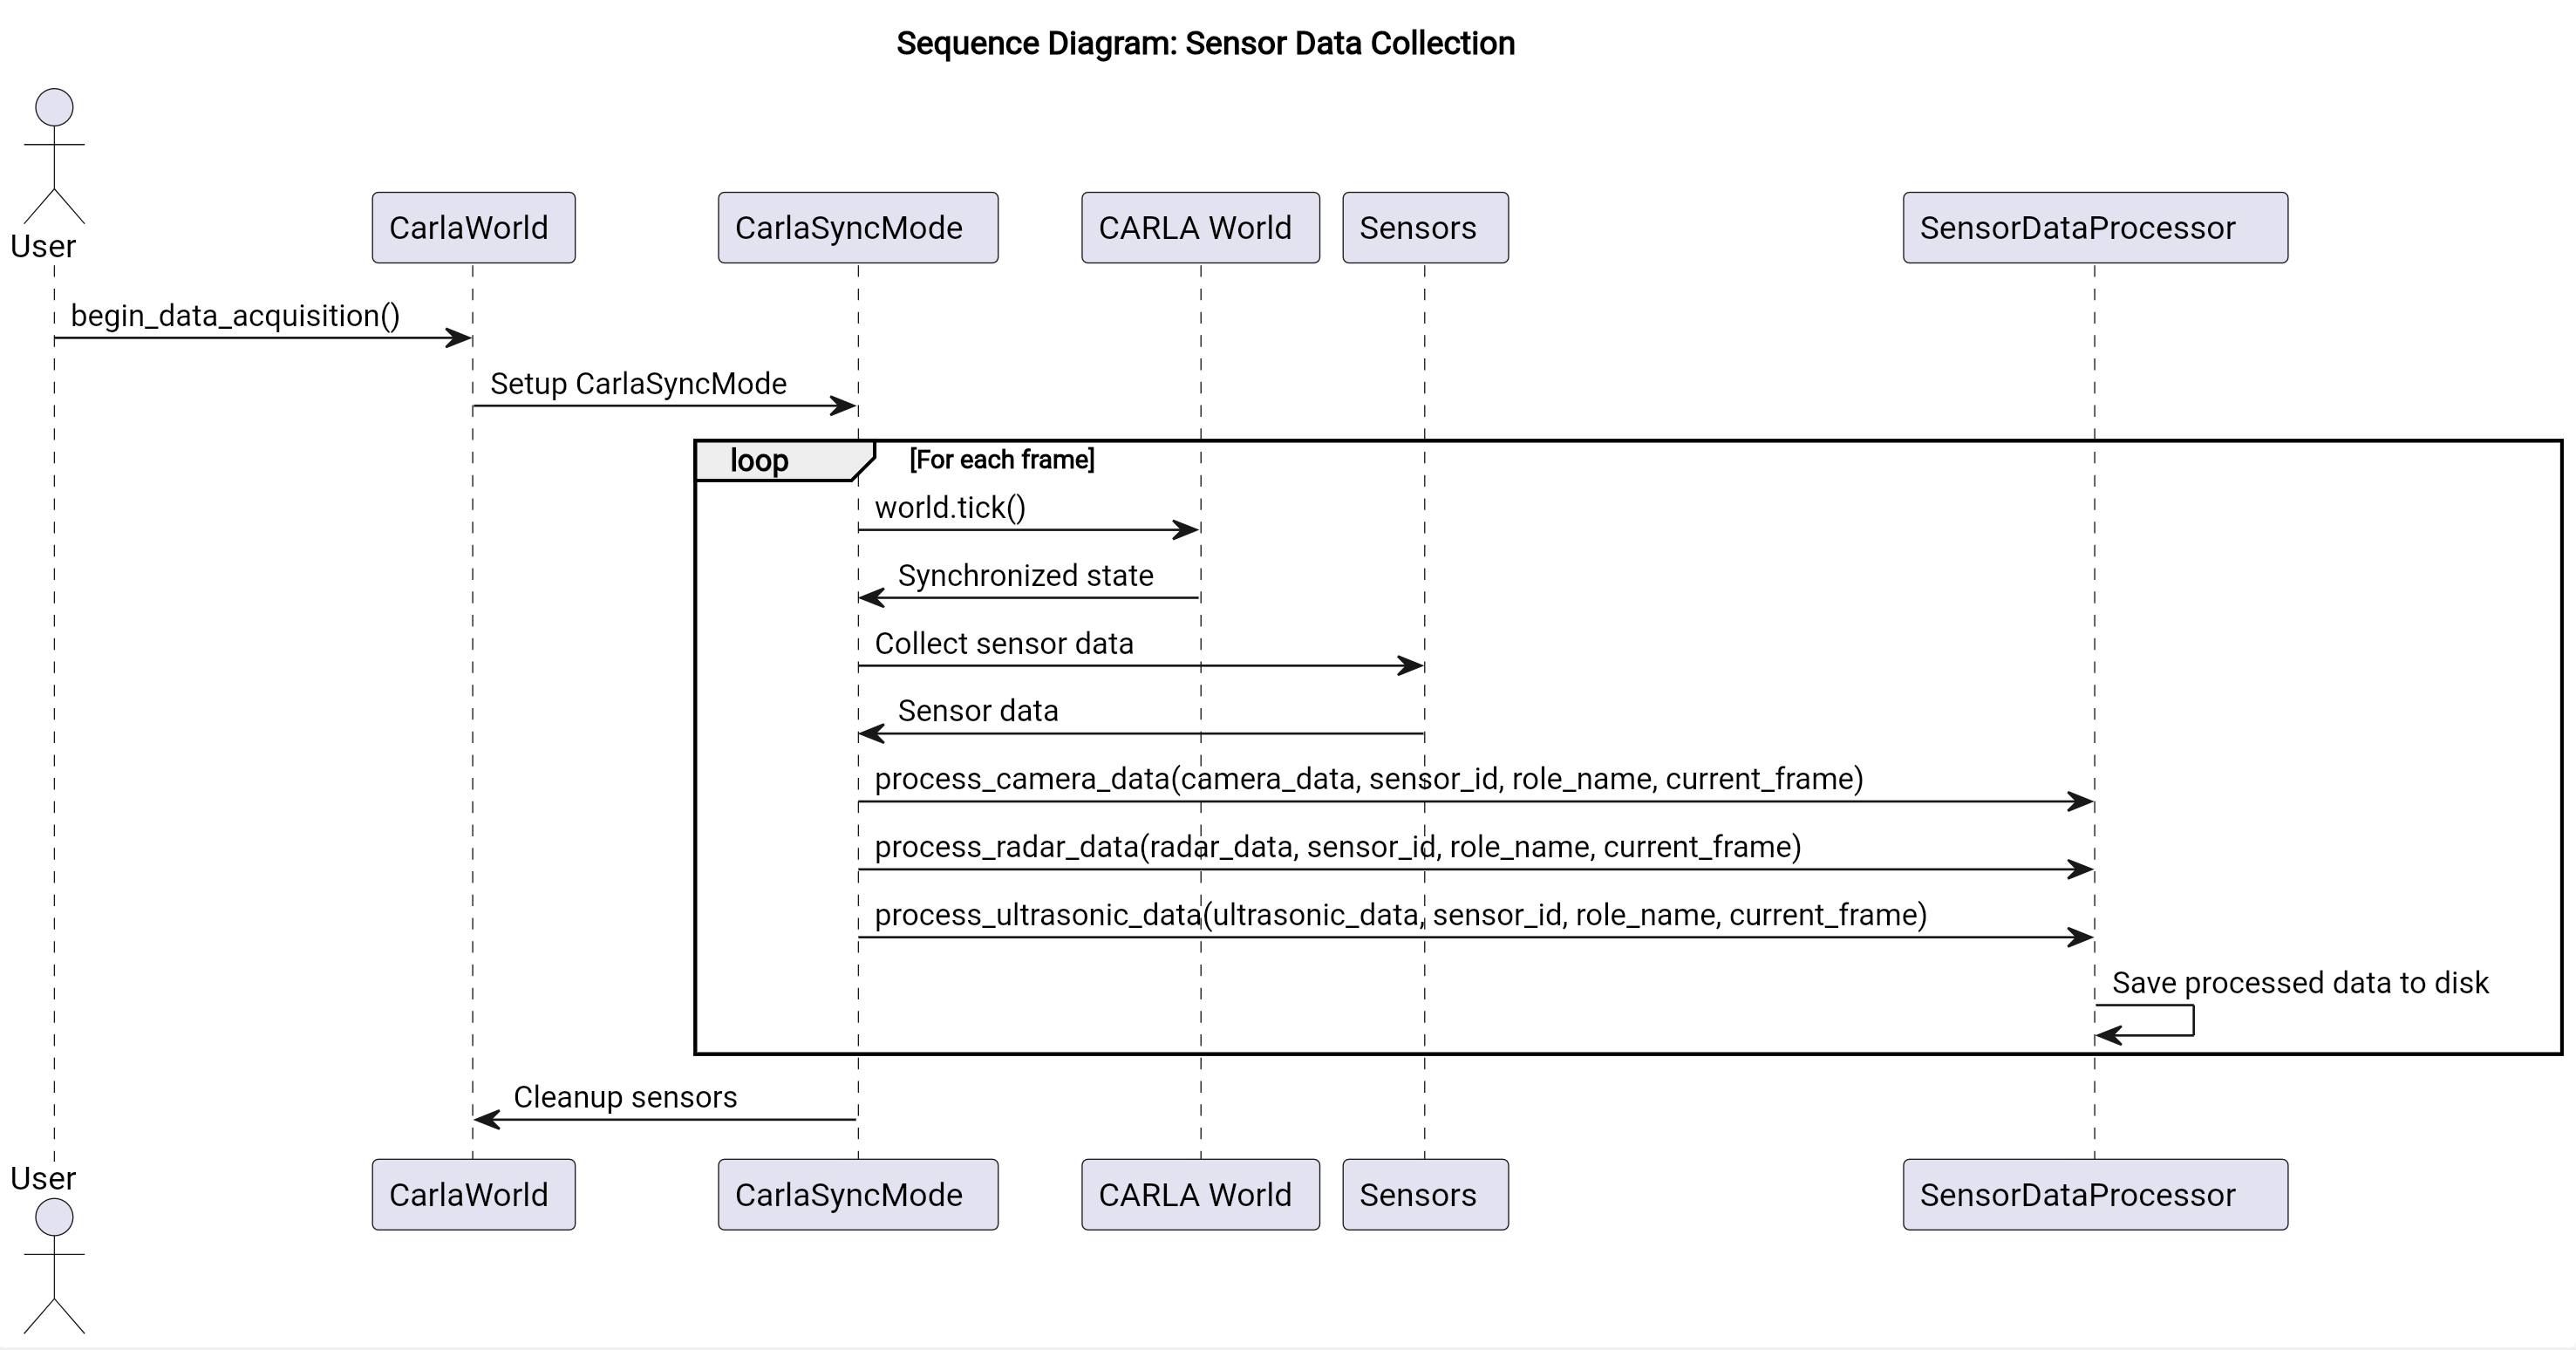 Sequence Diagram: Sensor Data Collection
User
CarlaWorld
CarlaSyncMode
CARLA World
Sensors
SensorDataProcessor
begin_data_acquisition()
Setup CarlaSyncMode
loop
[For each frame]
world.tick()
Synchronized state
Collect sensor data
Sensor data
process_camera_data(camera_data, sensor_id, role_name, current_frame)
process_radar_data(radar_data, sensor_id, role_name, current_frame)
process_ultrasonic_data(ultrasonic_data, sensor_id, role_name, current_frame)
Save processed data to disk
Cleanup sensors
User
CarlaWorld
CarlaSyncMode
CARLA World
Sensors
SensorDataProcessor